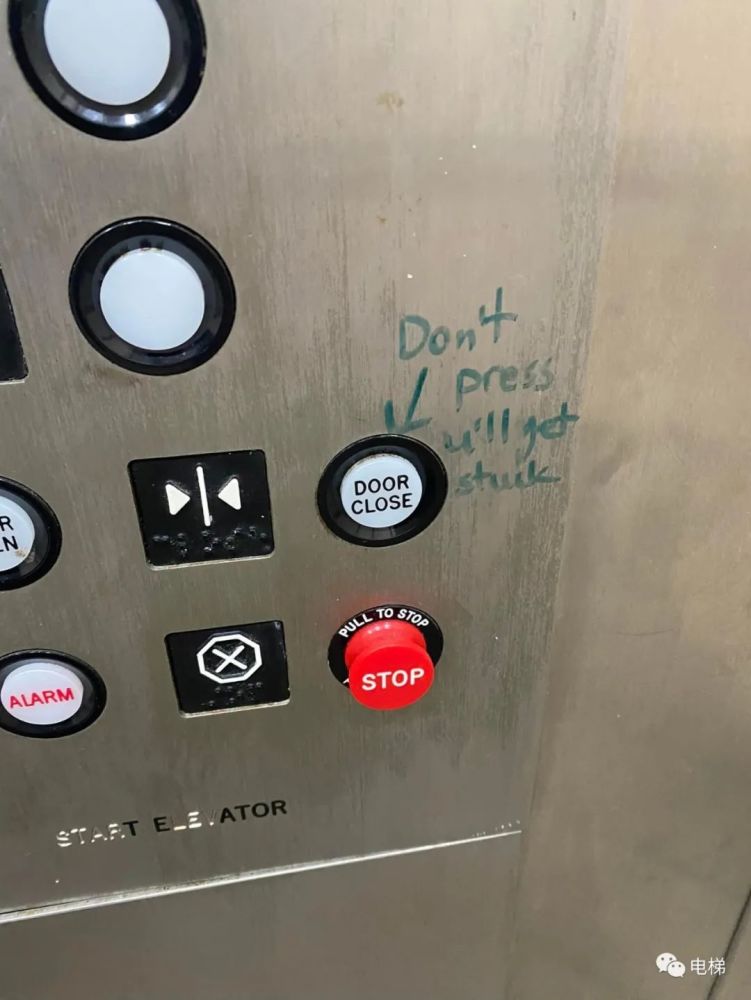 Don't
press
u'll get
stuck
DOOR
CLOSE
R
N
PULL TO STOP
STOP
ALARM
START ELEVATOR
电梯